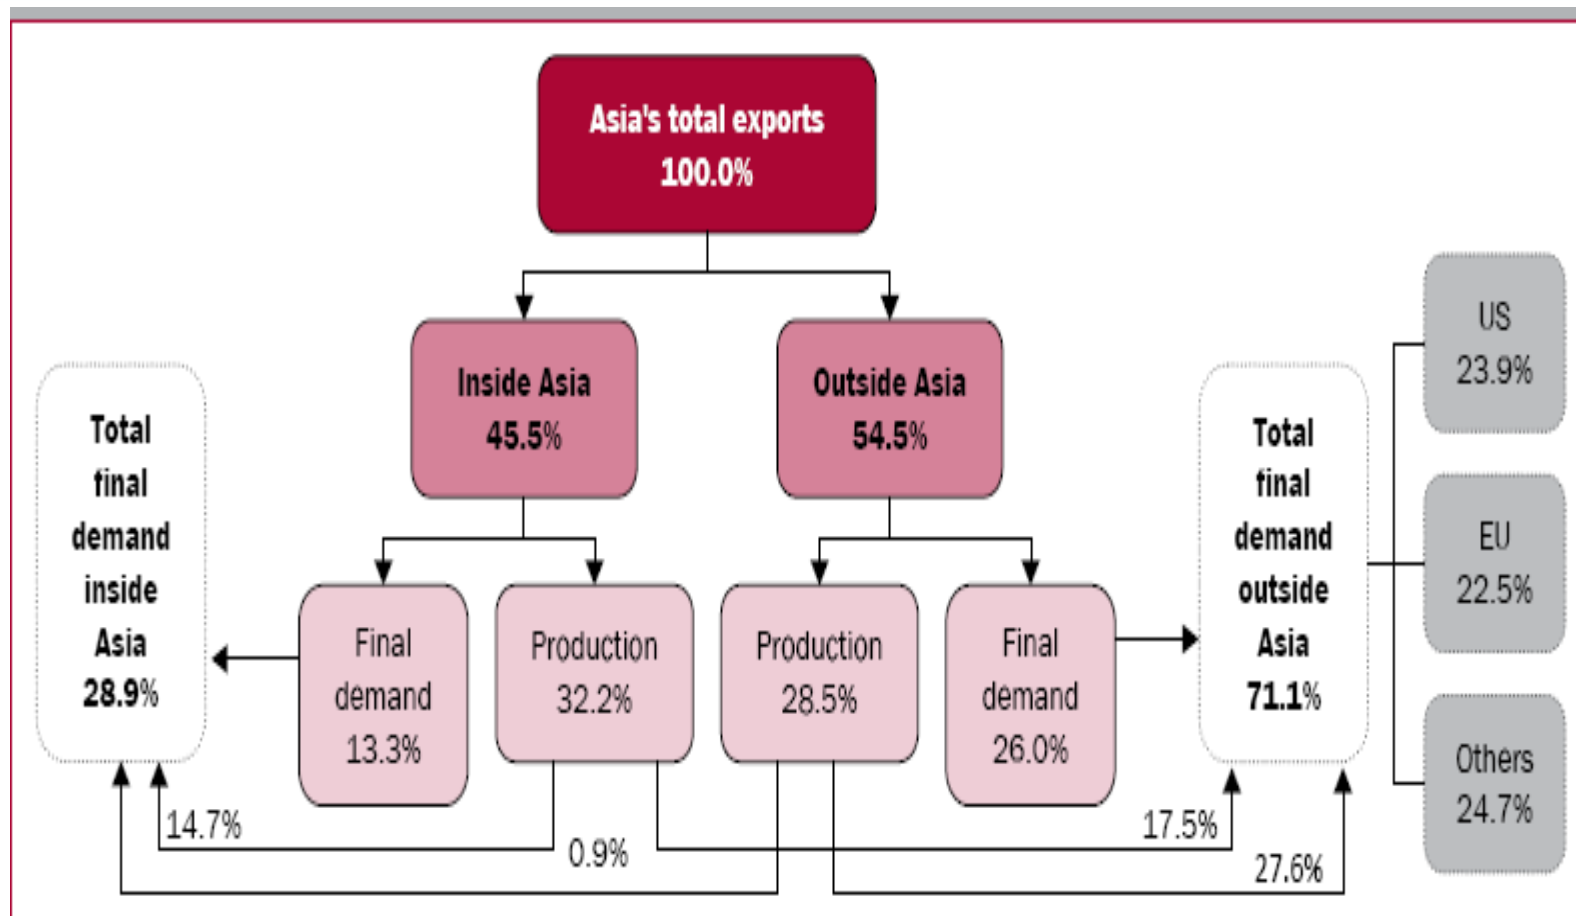 Asia's total exports
100.0%
Inside Asia
45.5%
Outside Asia
54.5%
Total
final
demand
inside
Asia
28.9%
Final
demand
13.3%
Production
32.2%
Production
28.5%
Final
demand
26.0%
Total
final
demand
outside
Asia
71.1%
US
23.9%
EU
22.5%
Others
24.7%
14.7%
0.9%
17.5%
27.6%